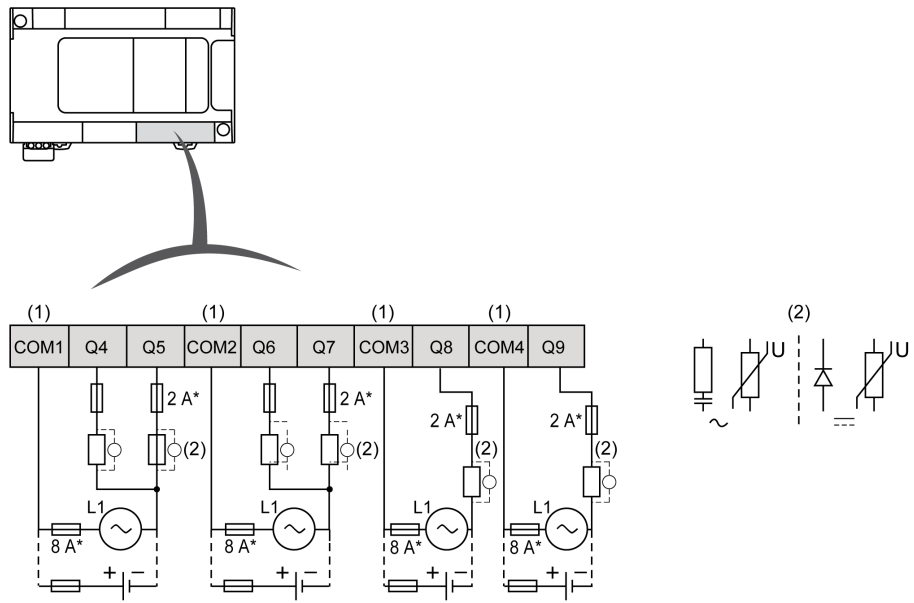 (1) (1) (1) (1) (2)
COM1 Q4 Q5 COM2 Q6 Q7 COM3 Q8 COM4 Q9
U U
2 A* 2 A*
2 A* 2 A*
(2) (2) (2) (2)
L1 L1 L1 L1
8 A* 8 A* 8 A* 8 A*
+ − + − + − + −